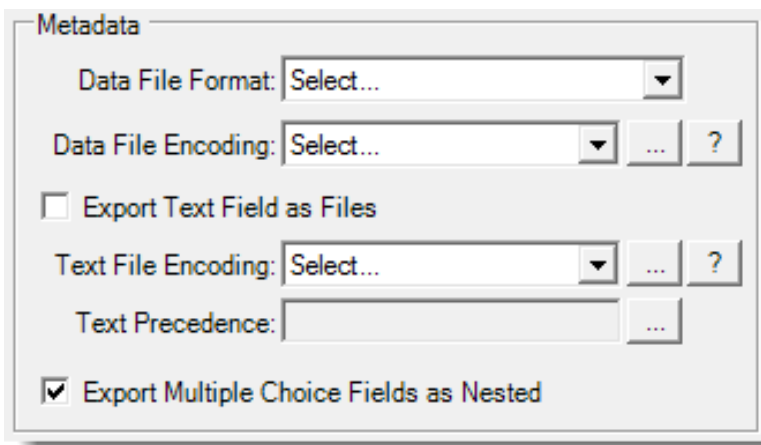 Metadata
Data File Format: Select...
Data File Encoding: Select... ... ?
Export Text Field as Files
Text File Encoding: Select... ... ?
Text Precedence: ...
Export Multiple Choice Fields as Nested